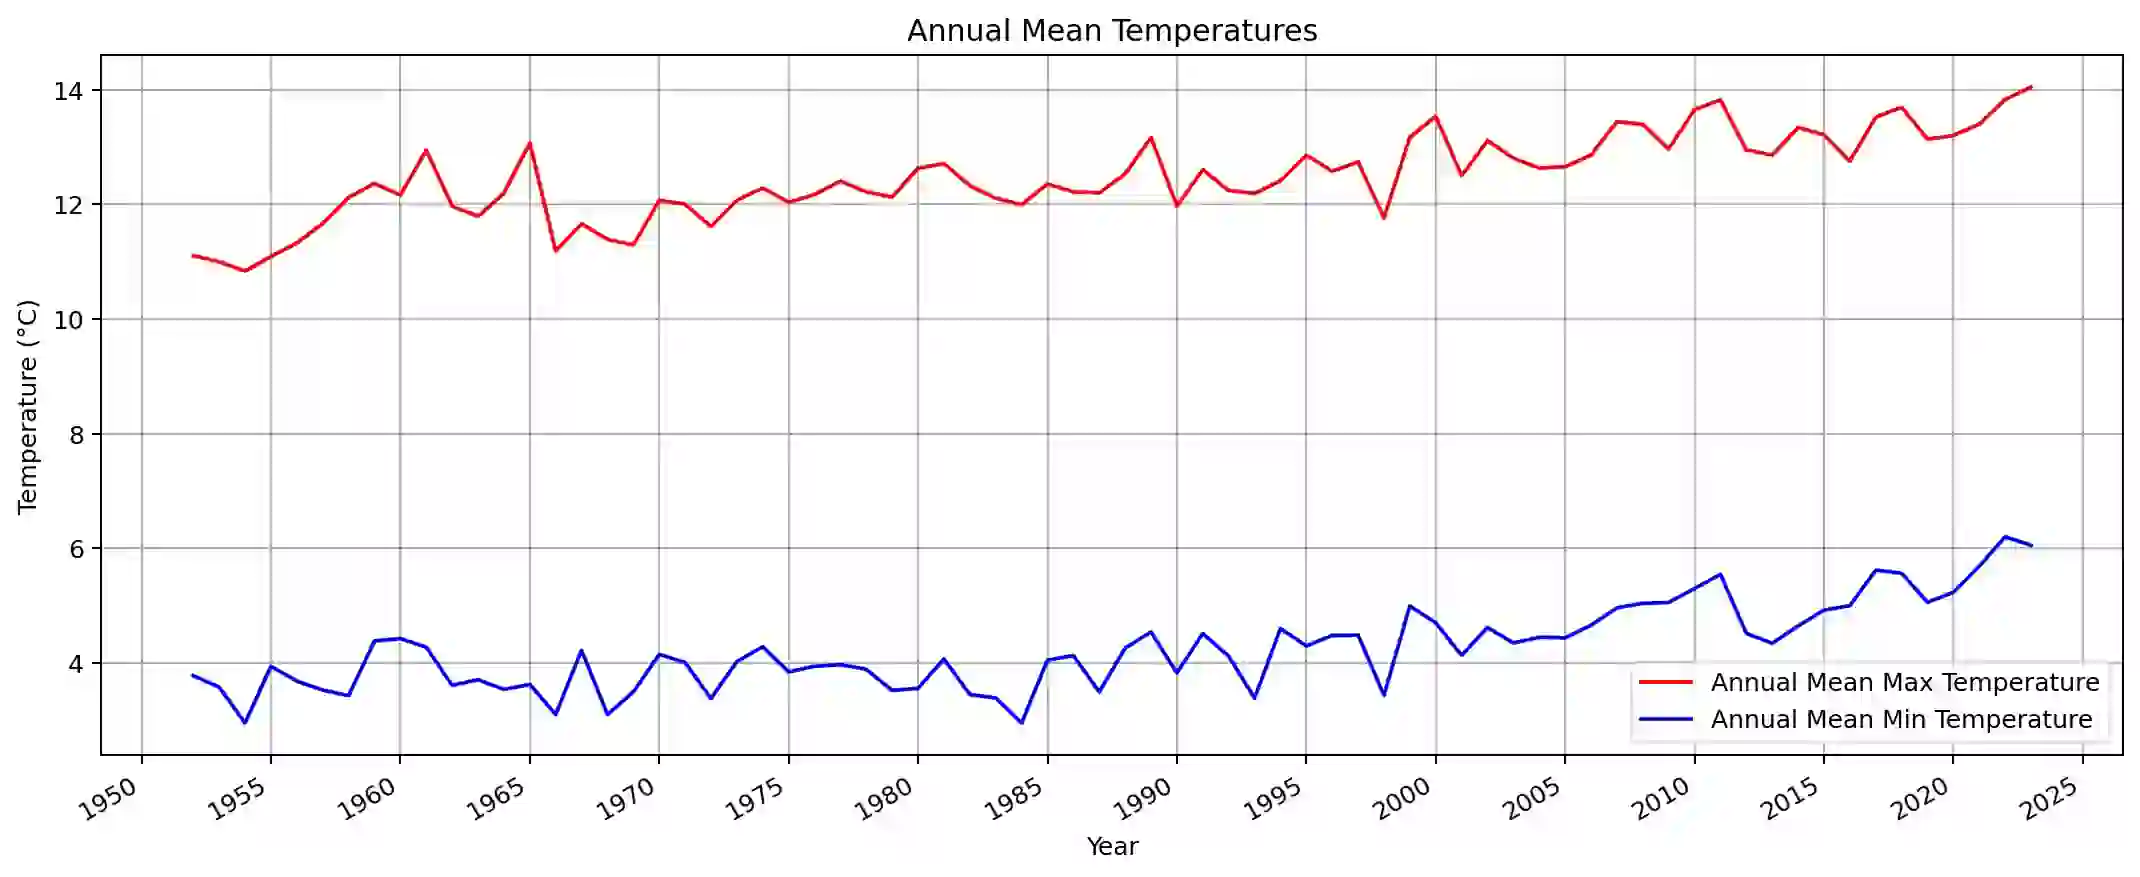 Annual Mean Temperatures
Temperature (°C)
14
12
10
8
6
4
Annual Mean Max Temperature
Annual Mean Min Temperature
1950 1955 1960 1965 1970 1975 1980 1985 1990 1995 2000 2005 2010 2015 2020 2025
Year